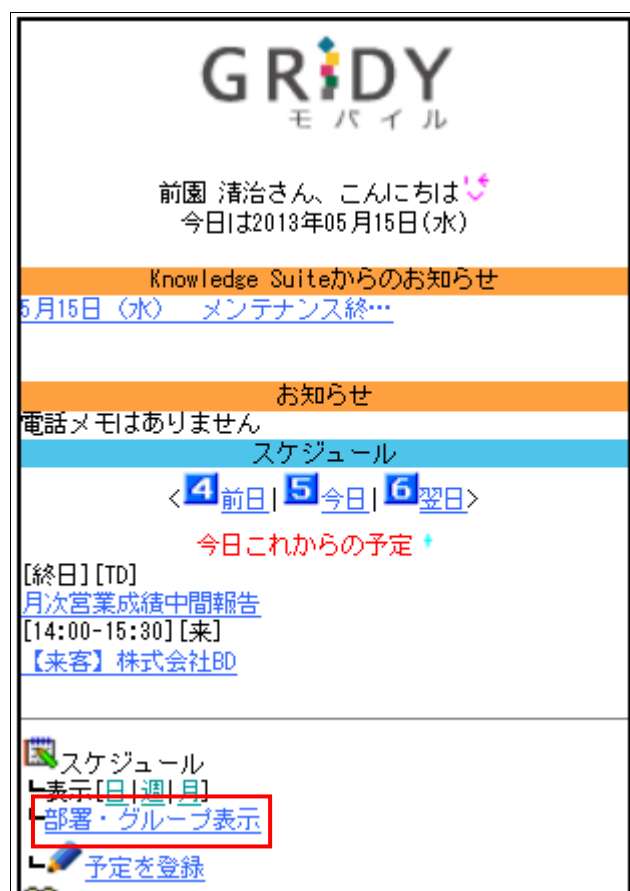 GRiDY
モバイル
前園 清治さん、こんにちは
今日は2013年05月15日(水)
Knowledge Suiteからのお知らせ
5月15日（水）　メンテナンス終…
お知らせ
電話メモはありません
スケジュール
<4前日|5今日|6翌日>
今日これからの予定
[終日][TD]
月次営業成績中間報告
[14:00-15:30][来]
【来客】株式会社BD
スケジュール
┗表示[日|週|月]
┗部署・グループ表示
┗予定を登録